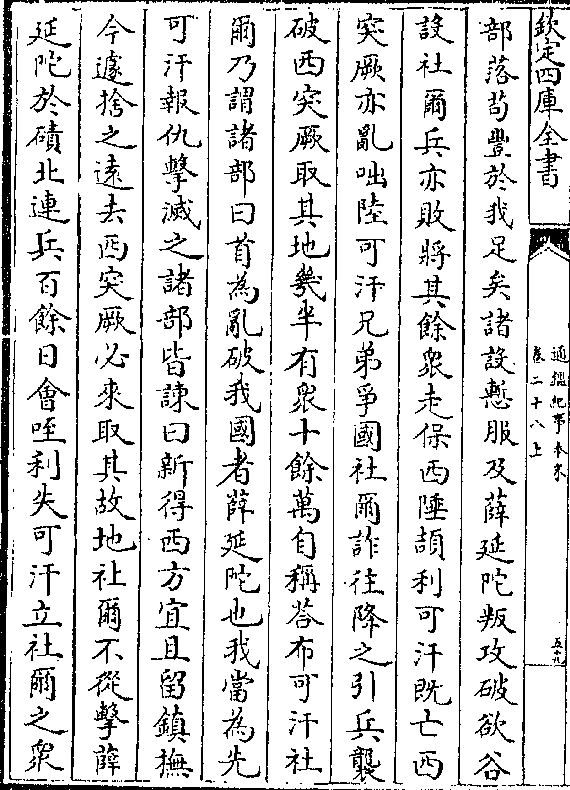 欽定四庫全書
通鑑紀事本末
卷二十八上
五十九
部落苟豐於我足矣諸設慙服及薛延陀叛攻破欲谷
設社爾兵亦敗將其餘衆走保西陲頡利可汗既亡西
突厥亦亂咄陸可汗兄弟爭國社爾詐往降之引兵襲
破西突厥取其地幾半有衆十餘萬自稱荅布可汗社
爾乃謂諸部曰首為亂破我國者薛延陀也我當為先
可汗報仇擊滅之諸部皆諫曰新得西方宜且留鎮撫
今遽捨之逺去西突厥必來取其故地社爾不從擊薛
延陀於磧北連兵百餘日會咥利失可汗立社爾之衆